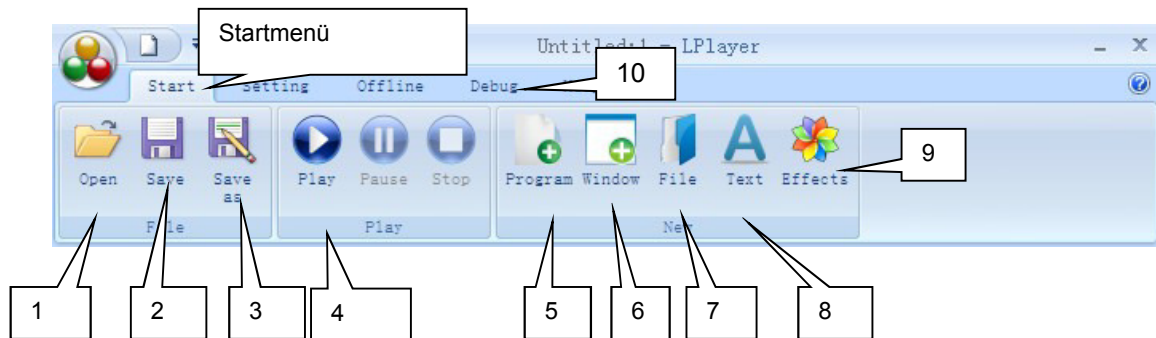 Startmenü
Untitled:1 - LPlayer
Start Setting Offline Debug
10
9
Open Save Save as Play Pause Stop Program Window File Text Effects
File Play New
1 2 3 4 5 6 7 8